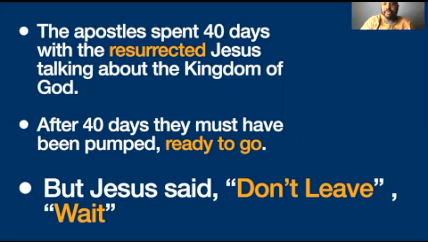 • The apostles spent 40 days
with the resurrected Jesus
talking about the Kingdom of
God.
• After 40 days they must have
been pumped, ready to go.
• But Jesus said, “Don’t Leave” ,
“Wait”